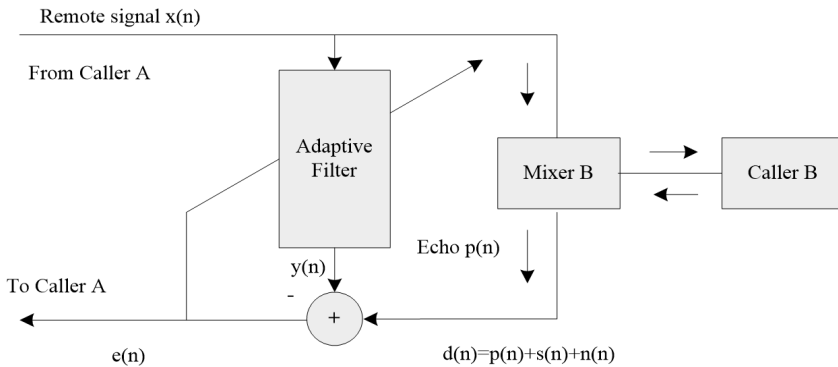 Remote signal x(n)
From Caller A
Adaptive
Filter
Mixer B
Caller B
Echo p(n)
y(n)
-
+
To Caller A
e(n)
d(n)=p(n)+s(n)+n(n)